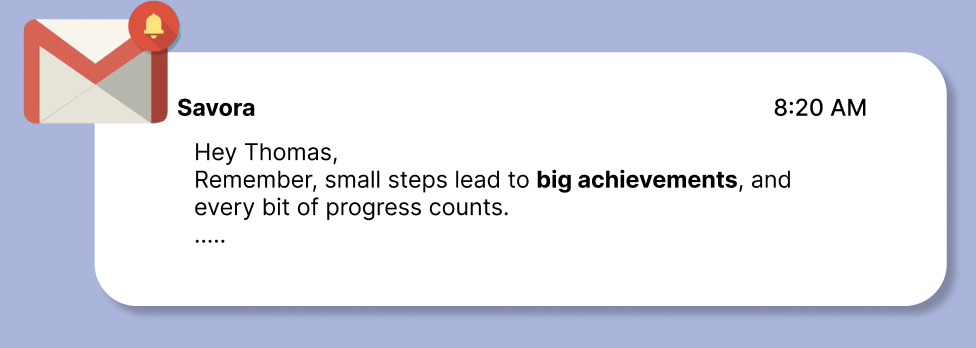 Savora 8:20 AM
Hey Thomas,
Remember, small steps lead to big achievements, and
every bit of progress counts.
.....